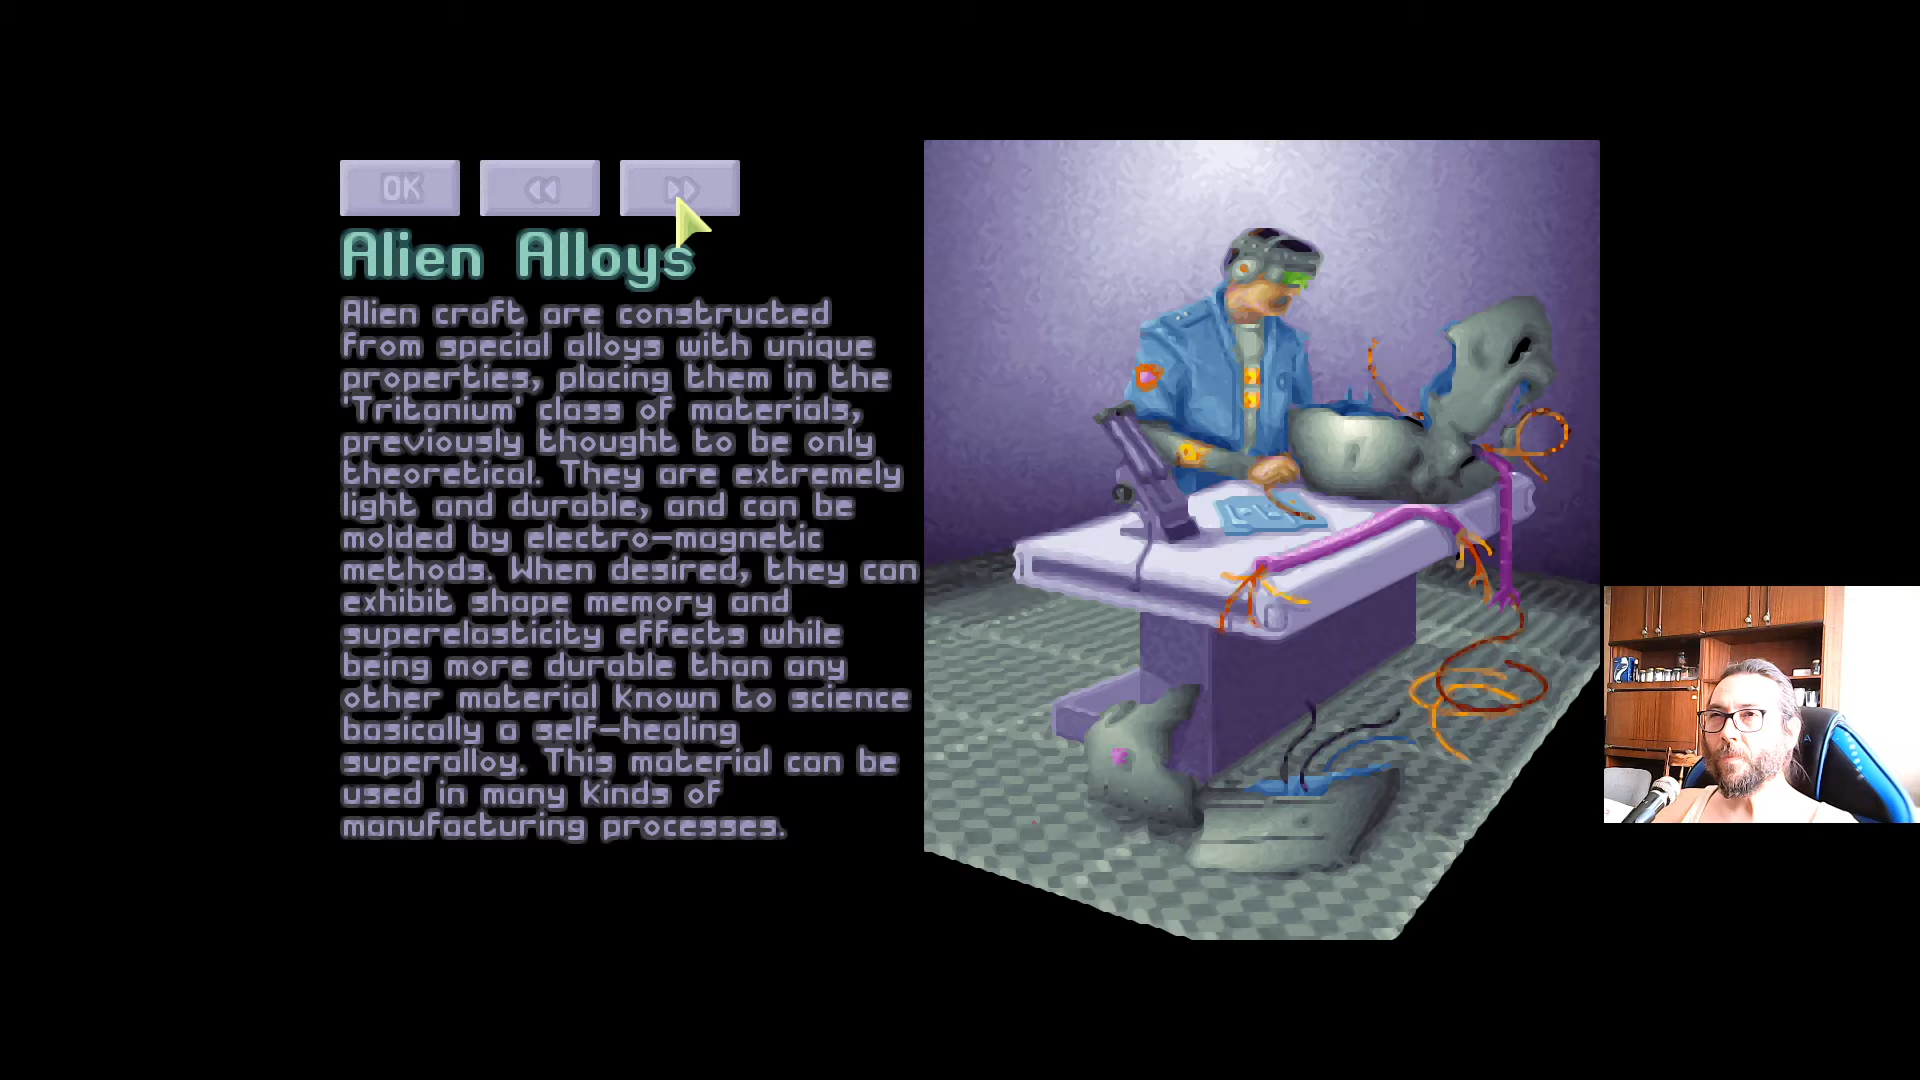 OK
Alien Alloys
Alien craft are constructed
from special alloys with unique
properties, placing them in the
'Tritanium' class of materials,
previously thought to be only
theoretical. They are extremely
light and durable, and can be
molded by electro-magnetic
methods. When desired, they can
exhibit shape memory and
superelasticity effects while
being more durable than any
other material known to science
basically a self-healing
superalloy. This material can be
used in many kinds of
manufacturing processes.